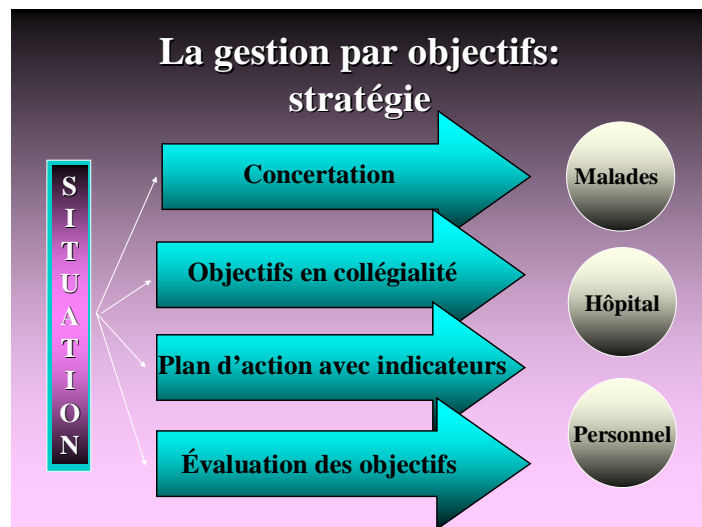 La gestion par objectifs:
stratégie
SITUATION
Concertation
Objectifs en collégialité
Plan d'action avec indicateurs
Évaluation des objectifs
Malades
Hôpital
Personnel